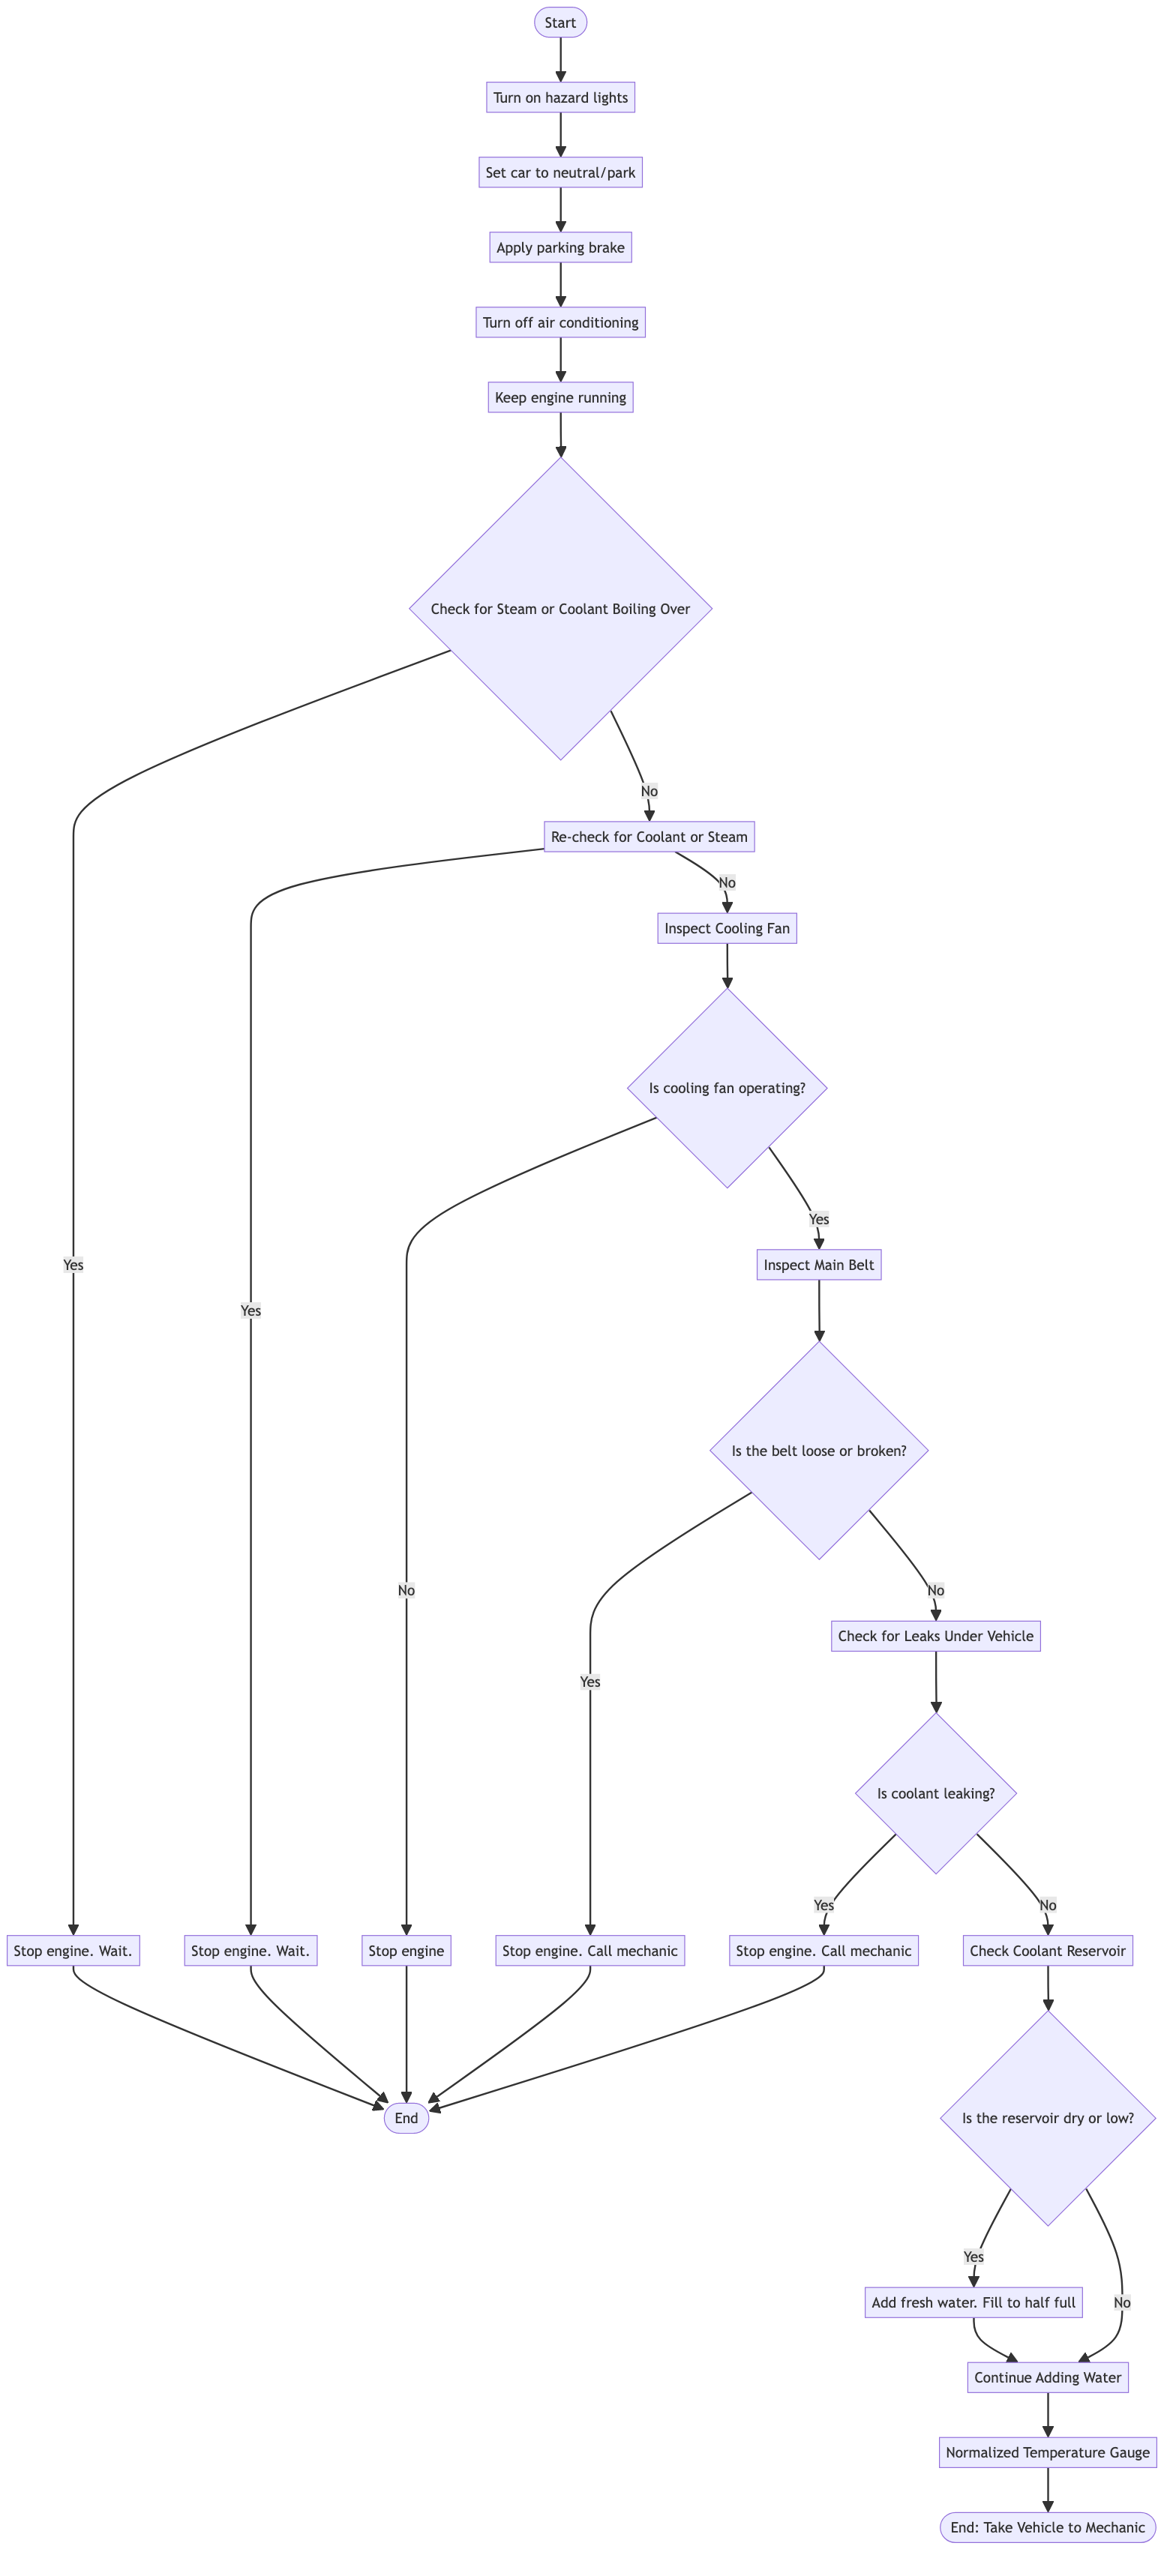 Start
Turn on hazard lights
Set car to neutral/park
Apply parking brake
Turn off air conditioning
Keep engine running
Check for Steam or Coolant Boiling Over
No
Re-check for Coolant or Steam
No
Inspect Cooling Fan
Is cooling fan operating?
Yes
Yes
Inspect Main Belt
Yes
Is the belt loose or broken?
No
No
Check for Leaks Under Vehicle
Yes
Is coolant leaking?
Yes
No
Stop engine. Wait.
Stop engine. Wait.
Stop engine
Stop engine. Call mechanic
Stop engine. Call mechanic
Check Coolant Reservoir
End
Is the reservoir dry or low?
Yes
Add fresh water. Fill to half full
No
Continue Adding Water
Normalized Temperature Gauge
End: Take Vehicle to Mechanic